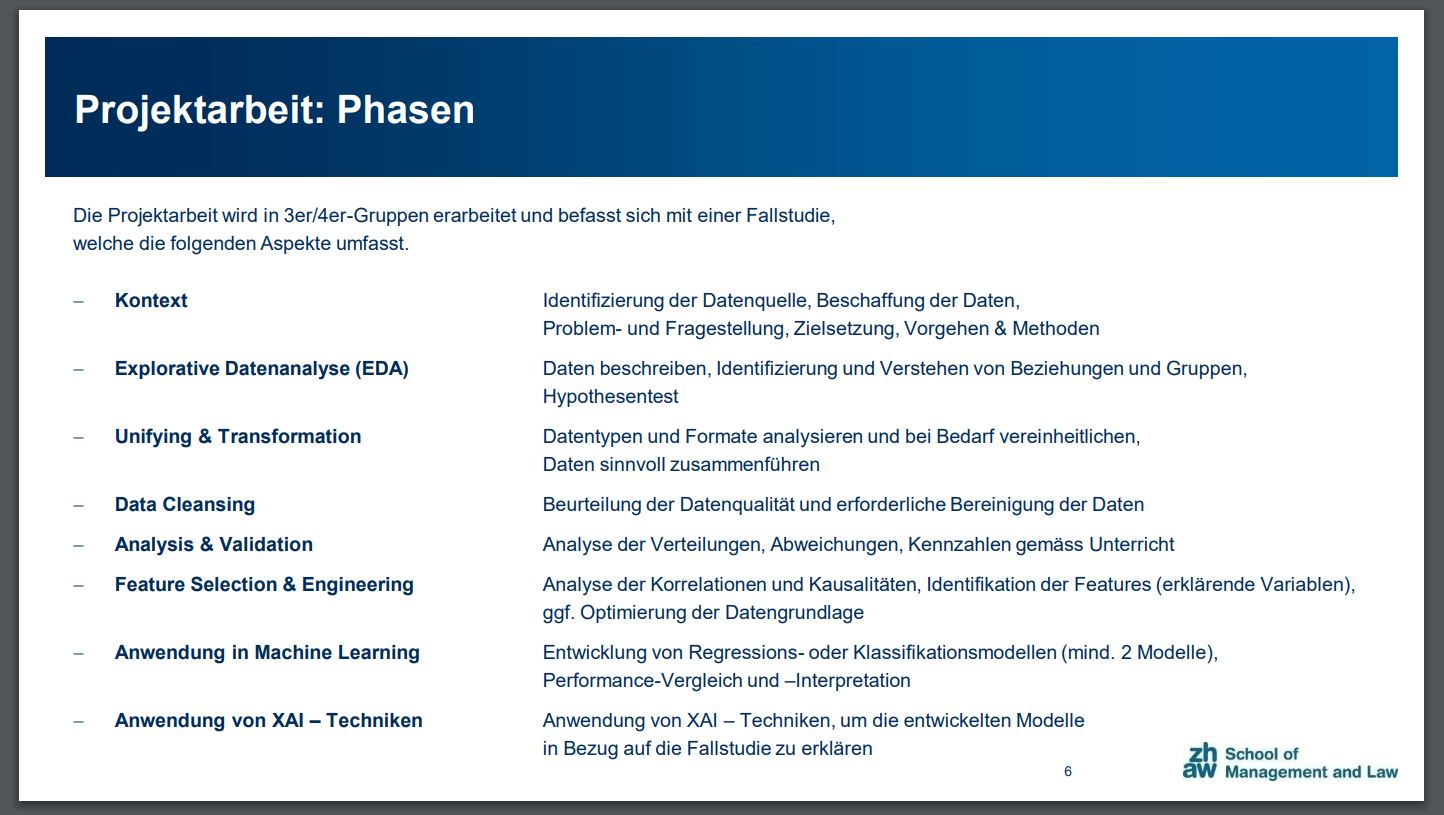 Projektarbeit: Phasen
Die Projektarbeit wird in 3er/4er-Gruppen erarbeitet und befasst sich mit einer Fallstudie,
welche die folgenden Aspekte umfasst.
– Kontext Identifizierung der Datenquelle, Beschaffung der Daten,
Problem- und Fragestellung, Zielsetzung, Vorgehen & Methoden
– Explorative Datenanalyse (EDA) Daten beschreiben, Identifizierung und Verstehen von Beziehungen und Gruppen,
Hypothesentest
– Unifying & Transformation Datentypen und Formate analysieren und bei Bedarf vereinheitlichen,
Daten sinnvoll zusammenführen
– Data Cleansing Beurteilung der Datenqualität und erforderliche Bereinigung der Daten
– Analysis & Validation Analyse der Verteilungen, Abweichungen, Kennzahlen gemäss Unterricht
– Feature Selection & Engineering Analyse der Korrelationen und Kausalitäten, Identifikation der Features (erklärende Variablen),
ggf. Optimierung der Datengrundlage
– Anwendung in Machine Learning Entwicklung von Regressions- oder Klassifikationsmodellen (mind. 2 Modelle),
Performance-Vergleich und –Interpretation
– Anwendung von XAI – Techniken Anwendung von XAI – Techniken, um die entwickelten Modelle
in Bezug auf die Fallstudie zu erklären
6
zh School of
aw Management and Law